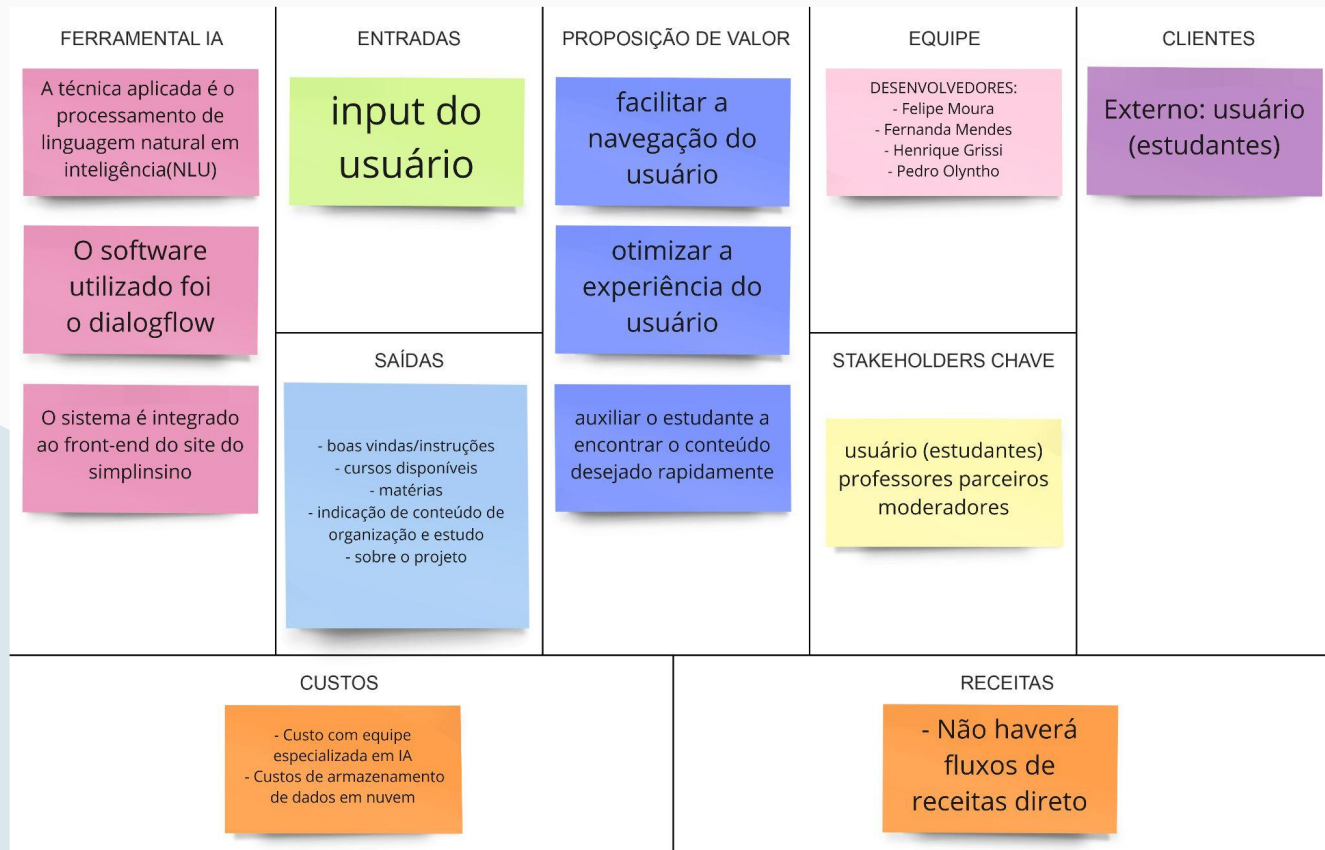 FERRAMENTAL IA
A técnica aplicada é o
processamento de
linguagem natural em
inteligência(NLU)
O software
utilizado foi
o dialogflow
O sistema é integrado
ao front-end do site do
simplinsino
ENTRADAS
input do
usuário
SAÍDAS
- boas vindas/instruções
- cursos disponíveis
- matérias
- indicação de conteúdo de
organização e estudo
- sobre o projeto
PROPOSIÇÃO DE VALOR
facilitar a
navegação do
usuário
otimizar a
experiência do
usuário
auxiliar o estudante a
encontrar o conteúdo
desejado rapidamente
EQUIPE
DESENVOLVEDORES:
- Felipe Moura
- Fernanda Mendes
- Henrique Grissi
- Pedro Olyntho
STAKEHOLDERS CHAVE
usuário (estudantes)
professores parceiros
moderadores
CLIENTES
Externo: usuário
(estudantes)
CUSTOS
- Custo com equipe
especializada em IA
- Custos de armazenamento
de dados em nuvem
RECEITAS
- Não haverá
fluxos de
receitas direto